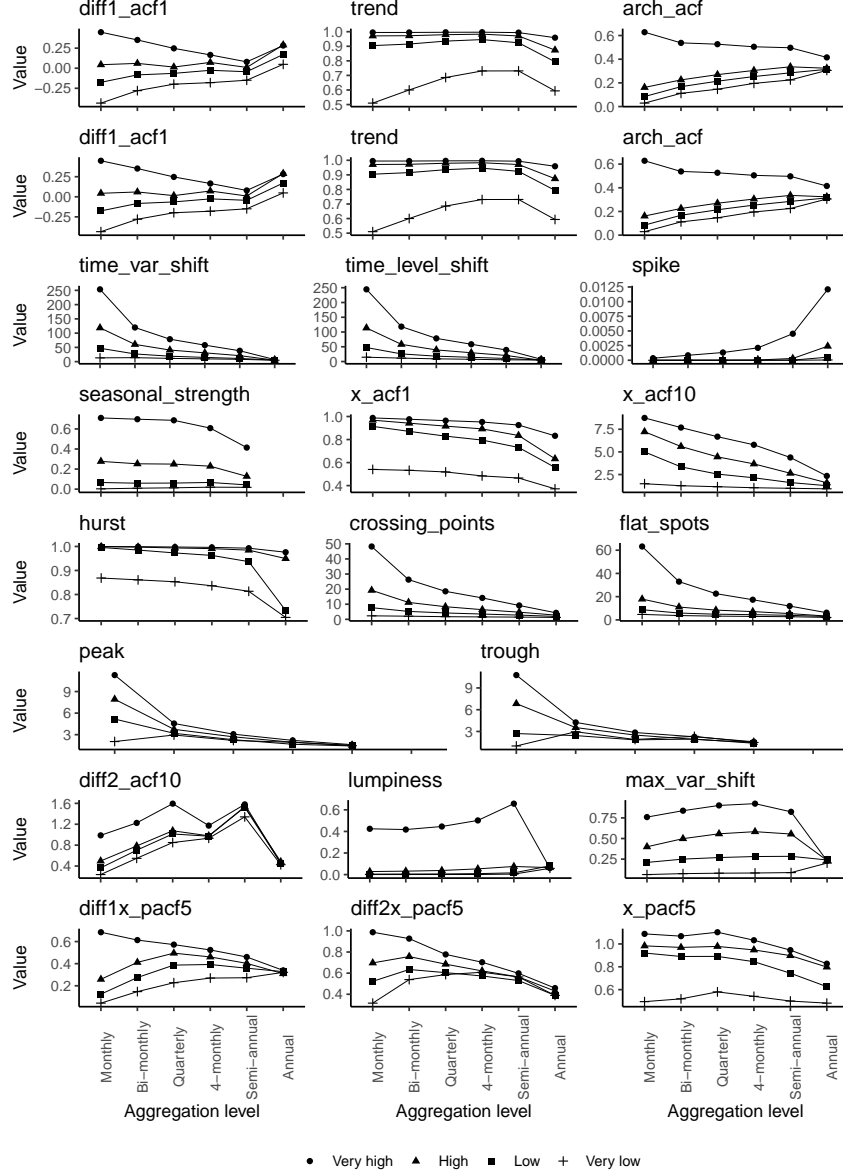 diff1_acf1 trend arch_acf
Value
0.25
0.00
−0.25
1.0
0.9
0.8
0.7
0.6
0.5
0.6
0.4
0.2
0.0
diff1_acf1 trend arch_acf
Value
0.25
0.00
−0.25
1.0
0.9
0.8
0.7
0.6
0.5
0.6
0.4
0.2
0.0
time_var_shift time_level_shift spike
Value
250
200
150
100
50
0
250
200
150
100
50
0
0.0125
0.0100
0.0075
0.0050
0.0025
0.0000
seasonal_strength x_acf1 x_acf10
Value
0.6
0.4
0.2
0.0
1.0
0.8
0.6
0.4
7.5
5.0
2.5
hurst crossing_points flat_spots
Value
1.0
0.9
0.8
0.7
50
40
30
20
10
0
60
40
20
0
peak trough
Value
9
6
3
9
6
3
diff2_acf10 lumpiness max_var_shift
Value
1.6
1.2
0.8
0.4
0.6
0.4
0.2
0.0
0.75
0.50
0.25
diff1x_pacf5 diff2x_pacf5 x_pacf5
Value
0.6
0.4
0.2
1.0
0.8
0.6
0.4
1.0
0.8
0.6
Monthly
Bi−monthly
Quarterly
4−monthly
Semi−annual
Annual
Monthly
Bi−monthly
Quarterly
4−monthly
Semi−annual
Annual
Monthly
Bi−monthly
Quarterly
4−monthly
Semi−annual
Annual
Aggregation level Aggregation level Aggregation level
Very high High Low Very low